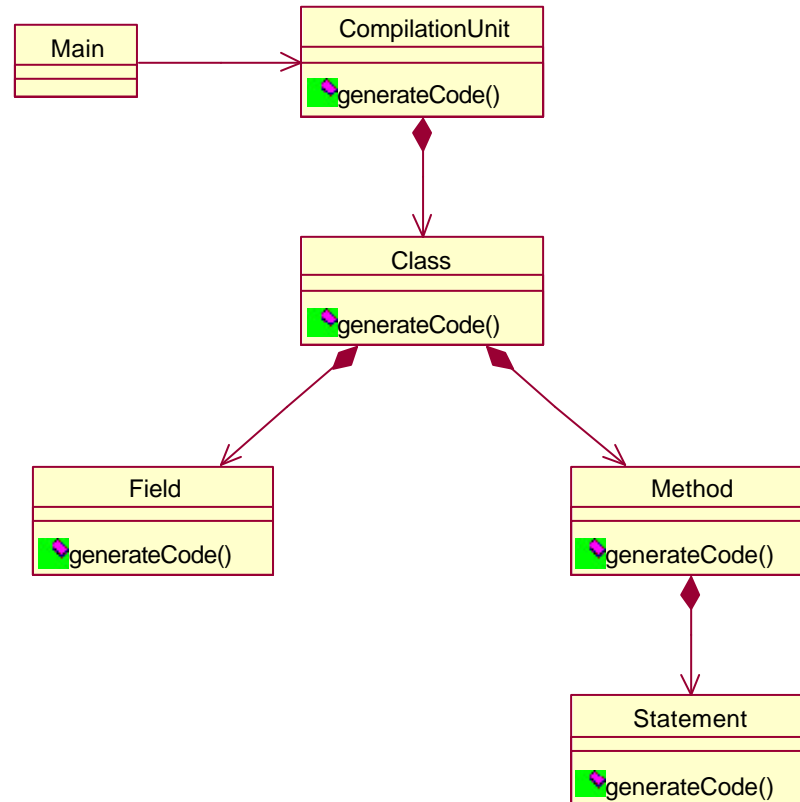 Main
CompilationUnit
generateCode()
Class
generateCode()
Field
generateCode()
Method
generateCode()
Statement
generateCode()